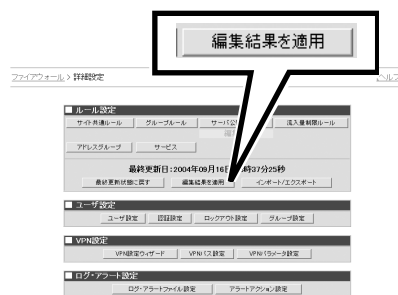 編集結果を適用
ファイアウォール > 詳細設定
ヘルプ
■ ルール設定
サイト共通ルール グループルール サーバ公 流入量制限ルール
アドレスグループ サービス
最終更新日:2004年09月16日 時37分25秒
最終更新状態に戻す 編集結果を適用 インポート/エクスポート
■ ユーザ設定
ユーザ設定 認証設定 ロックアウト設定 グループ設定
■ VPN設定
VPN設定ウィザード VPNパス設定 VPNパラメータ設定
■ ログ・アラート設定
ログ・アラートファイル設定 アラートアクション設定